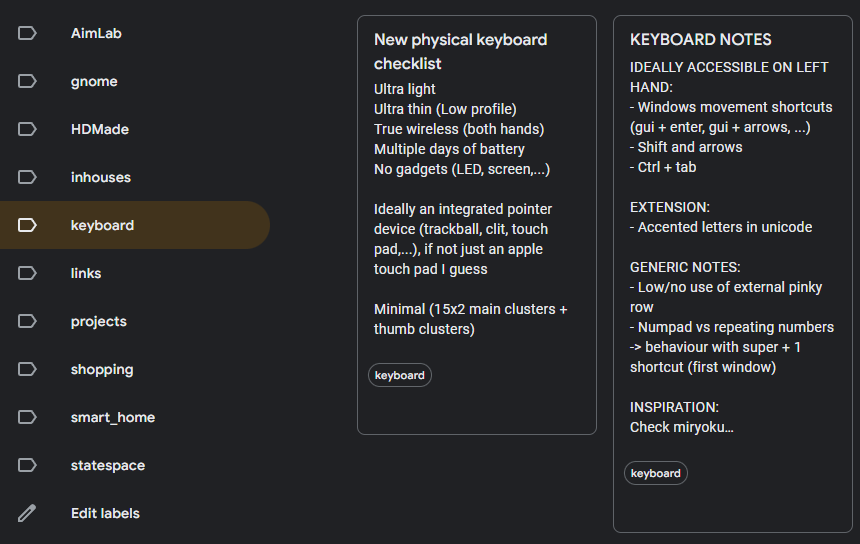 AimLab
gnome
HDMade
inhouses
keyboard
links
projects
shopping
smart_home
statespace
Edit labels
New physical keyboard
checklist
Ultra light
Ultra thin (Low profile)
True wireless (both hands)
Multiple days of battery
No gadgets (LED, screen,...)
Ideally an integrated pointer
device (trackball, clit, touch
pad,...), if not just an apple
touch pad I guess
Minimal (15x2 main clusters +
thumb clusters)
keyboard
KEYBOARD NOTES
IDEALLY ACCESSIBLE ON LEFT
HAND:
- Windows movement shortcuts
(gui + enter, gui + arrows, ...)
- Shift and arrows
- Ctrl + tab
EXTENSION:
- Accented letters in unicode
GENERIC NOTES:
- Low/no use of external pinky
row
- Numpad vs repeating numbers
-> behaviour with super + 1
shortcut (first window)
INSPIRATION:
Check miryoku...
keyboard